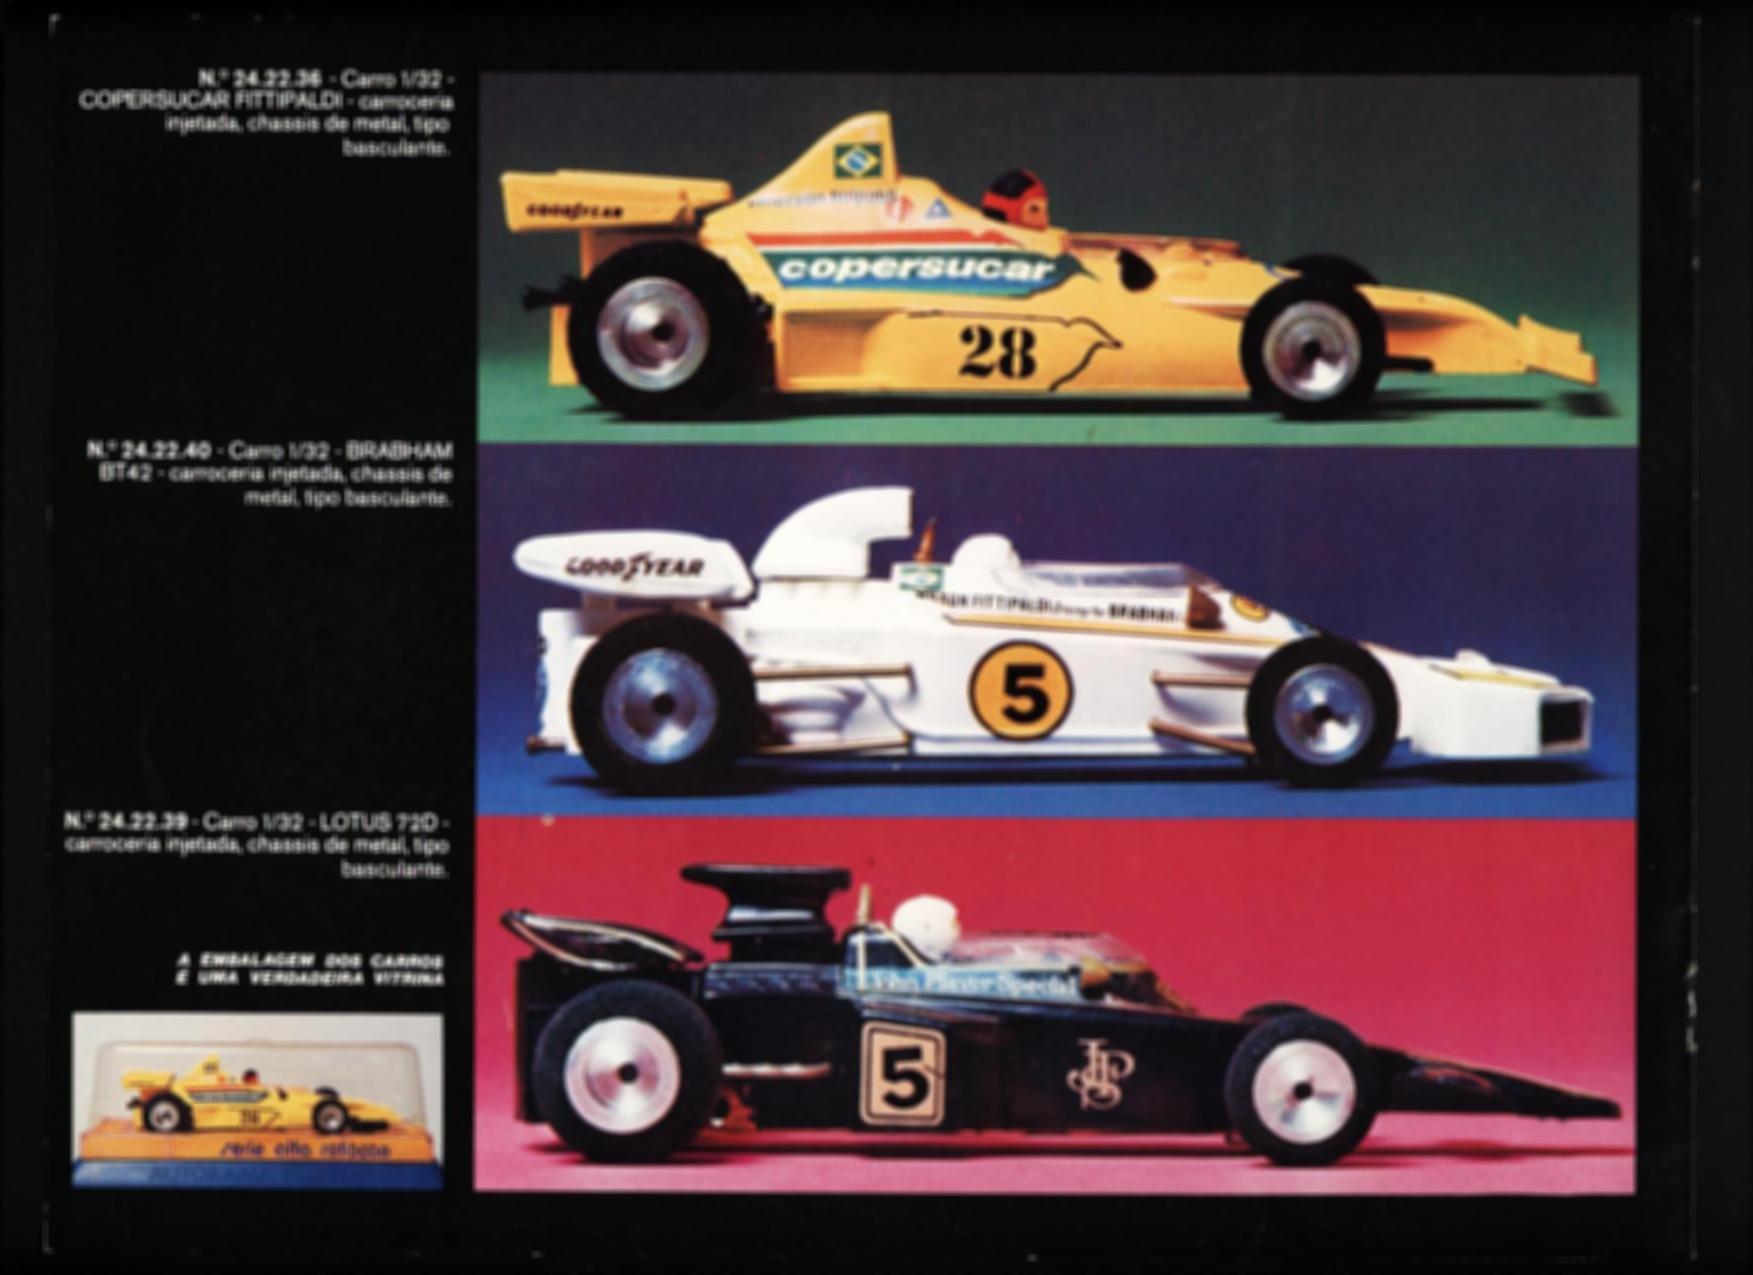 N.º 24.22.36 - Carro 1/32 -
COPERSUCAR FITTIPALDI - carroceria
injetada, chassis de metal, tipo
basculante.
GOODYEAR
copersucar
28
N.º 24.22.40 - Carro 1/32 - BRABHAM
BT42 - carroceria injetada, chassis de
metal, tipo basculante.
GOODYEAR
FITTIPALDI BRABHAM
5
N.º 24.22.39 - Carro 1/32 - LOTUS 72D -
carroceria injetada, chassis de metal, tipo
basculante.
John Player Special
5
JPS
A EMBALAGEM DOS CARROS
E UMA VERDADEIRA VITRINA
AUTORAMA